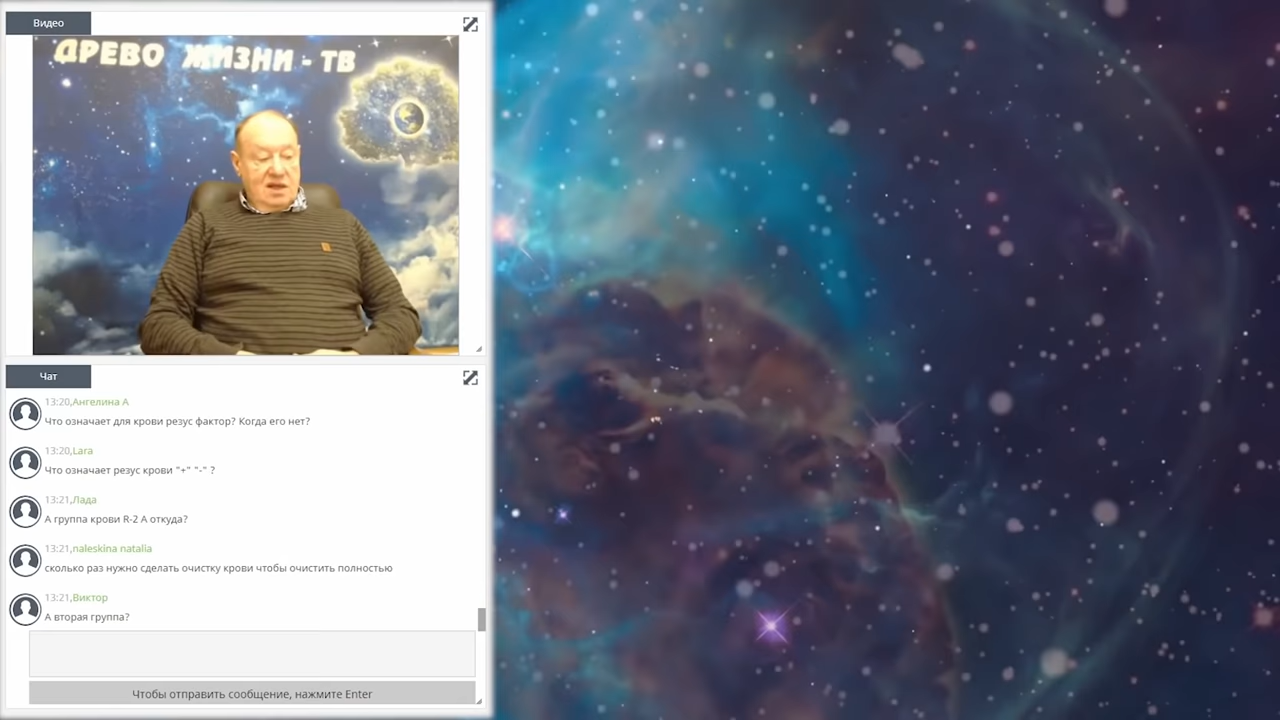 Видео
ДРЕВО ЖИЗНИ - ТВ
Чат
13:20,Ангелина А
Что означает для крови резус фактор? Когда его нет?
13:20,Lara
Что означает резус крови "+" "-" ?
13:21,Лада
А группа крови R-2 А откуда?
13:21,naleskina natalia
сколько раз нужно сделать очистку крови чтобы очистить полностью
13:21,Виктор
А вторая группа?
Чтобы отправить сообщение, нажмите Enter